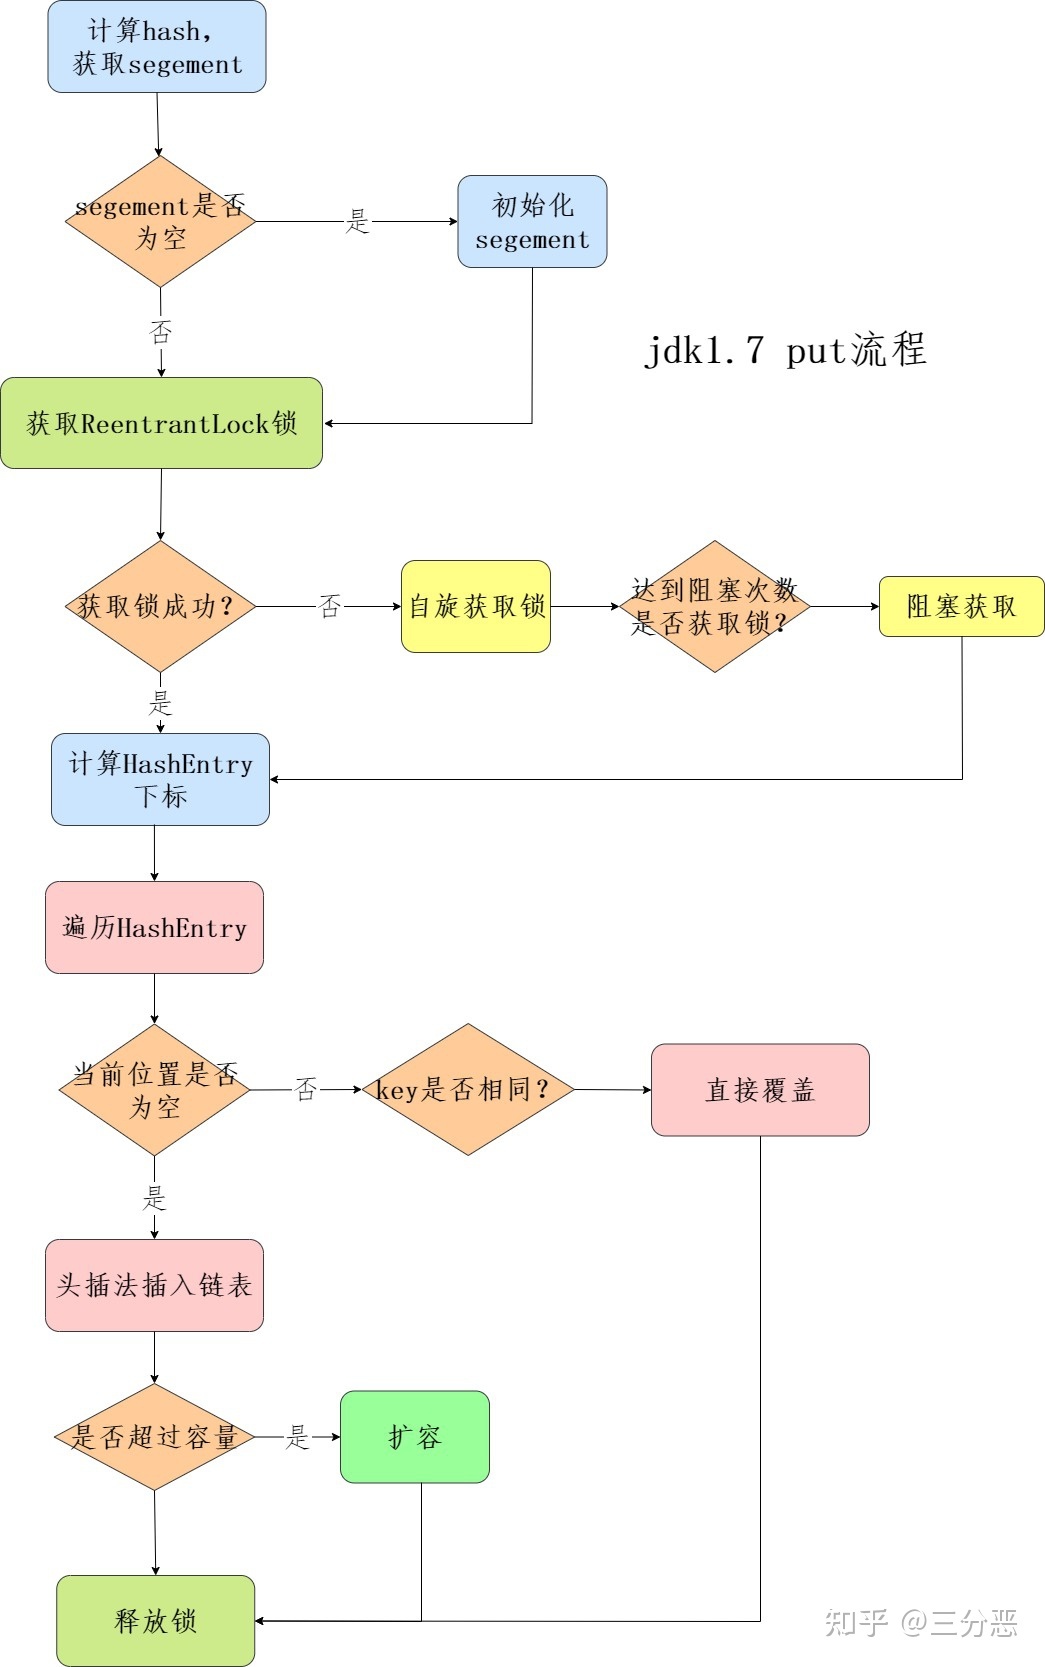 计算hash，
获取segement
segement是否
为空
是
初始化
segement
否
jdk1.7 put流程
获取ReentrantLock锁
获取锁成功？
否
自旋获取锁
达到阻塞次数
是否获取锁？
阻塞获取
是
计算HashEntry
下标
遍历HashEntry
当前位置是否
为空
否
key是否相同？
直接覆盖
是
头插法插入链表
是否超过容量
是
扩容
释放锁
知乎 @三分恶